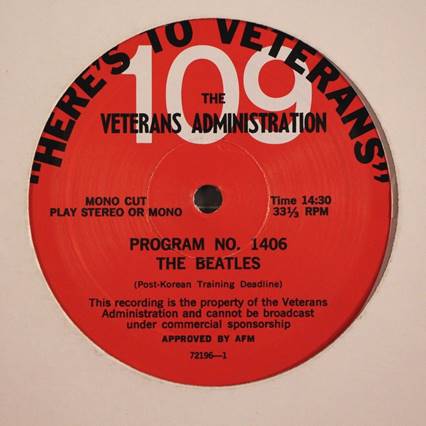 "HERE'S TO VETERANS"
109
THE
VETERANS ADMINISTRATION
MONO CUT
PLAY STEREO OR MONO
Time 14:30
33⅓ RPM
PROGRAM NO. 1406
THE BEATLES
(Post-Korean Training Deadline)
This recording is the property of the Veterans
Administration and cannot be broadcast
under commercial sponsorship
APPROVED BY AFM
72196—1